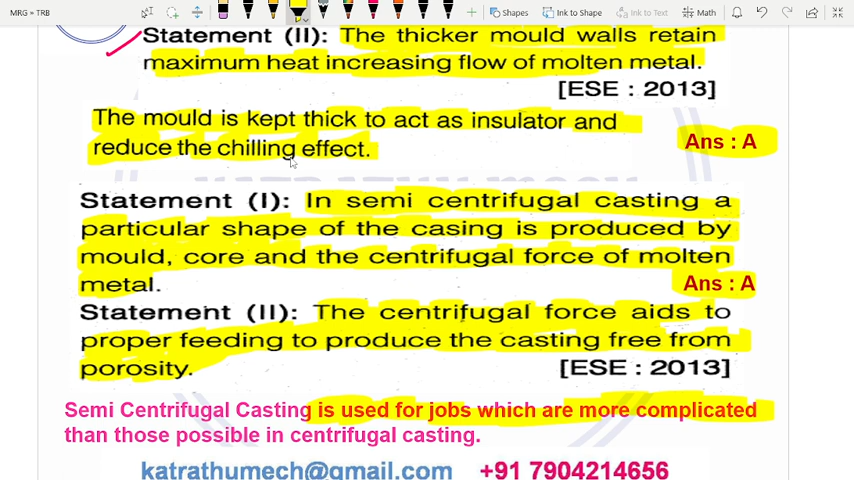 MRG » TRB
Shapes
Ink to Shape
Ink to Text
Math
Statement (II): The thicker mould walls retain
maximum heat increasing flow of molten metal.
[ESE : 2013]
The mould is kept thick to act as insulator and
reduce the chilling effect.
Ans : A
Statement (I): In semi centrifugal casting a
particular shape of the casing is produced by
mould, core and the centrifugal force of molten
metal.
Ans : A
Statement (II): The centrifugal force aids to
proper feeding to produce the casting free from
porosity.
[ESE : 2013]
Semi Centrifugal Casting is used for jobs which are more complicated
than those possible in centrifugal casting.
katrathumech@gmail.com +91 7904214656